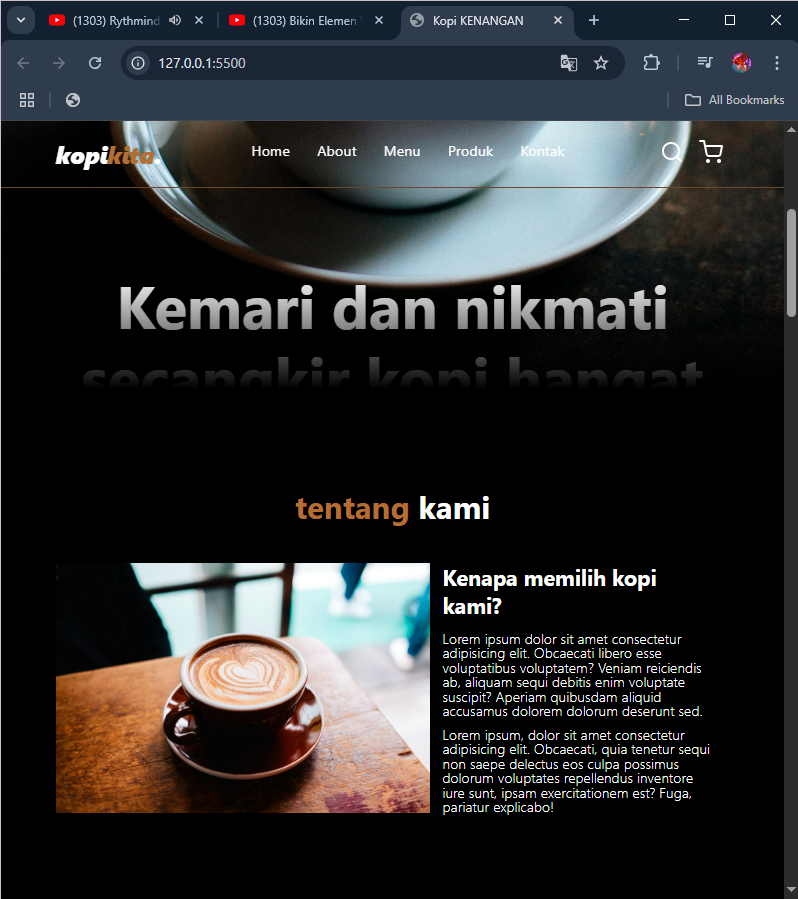 (1303) Rythmind
(1303) Bikin Elemen
Kopi KENANGAN
127.0.0.1:5500
All Bookmarks
kopikita.
Home About Menu Produk Kontak
Kemari dan nikmati
secangkir kopi hangat
tentang kami
Kenapa memilih kopi
kami?
Lorem ipsum dolor sit amet consectetur
adipisicing elit. Obcaecati libero esse
voluptatibus voluptatem? Veniam reiciendis
ab, aliquam sequi debitis enim voluptate
suscipit? Aperiam quibusdam aliquid
accusamus dolorem dolorum deserunt sed.
Lorem ipsum, dolor sit amet consectetur
adipisicing elit. Obcaecati, quia tenetur sequi
non saepe delectus eos culpa possimus
dolorum voluptates repellendus inventore
iure sunt, ipsam exercitationem est? Fuga,
pariatur explicabo!